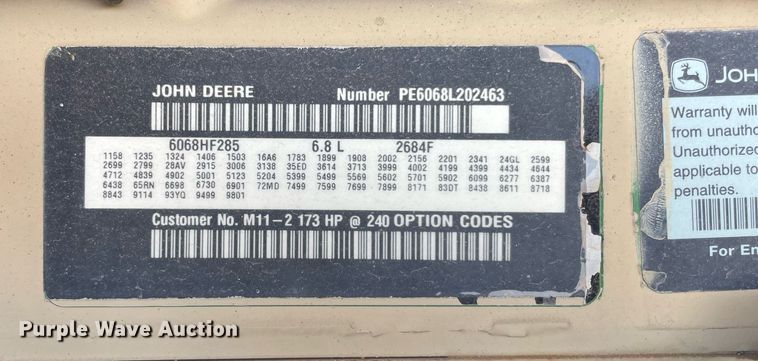 JOHN DEERE Number PE6068L202463
6068HF285 6.8 L 2684F
1158 1235 1324 1406 1503 16A6 1783 1899 1908 2002 2156 2201 2341 24GL 2599
2699 2799 28AV 2915 3006 3138 35ED 3614 3713 3999 4002 4199 4399 4434 4644
4712 4839 4902 5001 5123 5204 5399 5499 5569 5602 5701 5902 6099 6277 6387
6438 65RN 6698 6730 6901 72MD 7499 7599 7699 7899 8171 83DT 8438 8611 8718
8843 9114 93YQ 9499 9801
Customer No. M11-2 173 HP @ 240 OPTION CODES
JOH
Warranty will
from unautho
Unauthorized
applicable to
penalties.
For En
Purple Wave Auction